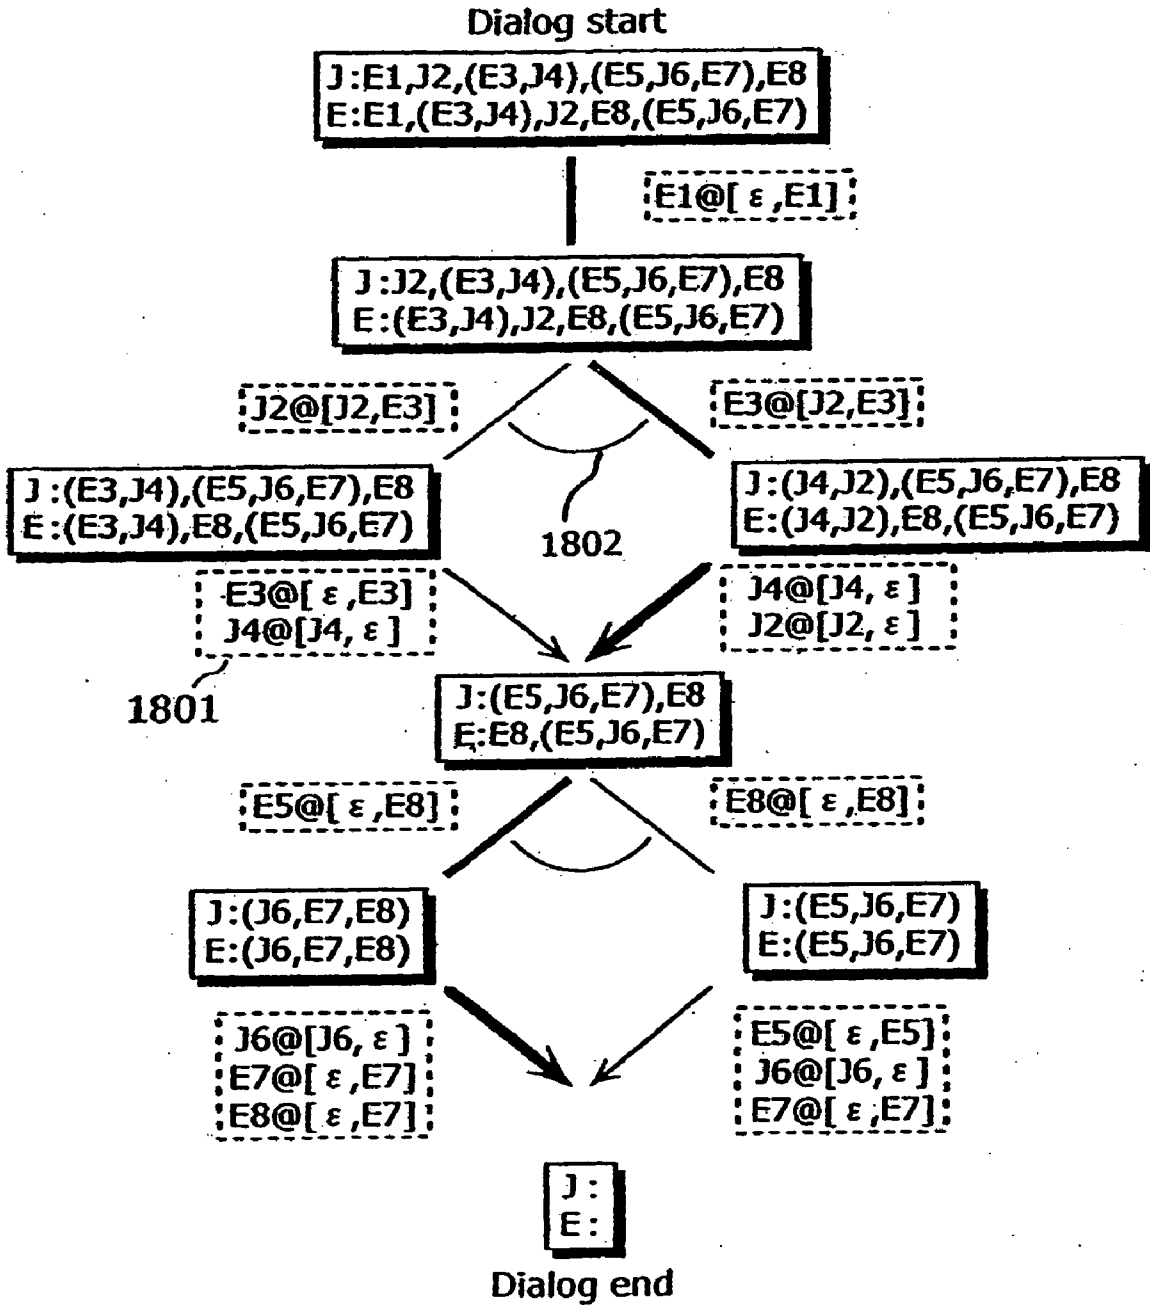 Dialog start
J:E1,J2,(E3,J4),(E5,J6,E7),E8
E:E1,(E3,J4),J2,E8,(E5,J6,E7)
E1@[ε,E1]
J:J2,(E3,J4),(E5,J6,E7),E8
E:(E3,J4),J2,E8,(E5,J6,E7)
J2@[J2,E3]
E3@[J2,E3]
J:(E3,J4),(E5,J6,E7),E8
E:(E3,J4),E8,(E5,J6,E7)
1802
J:(J4,J2),(E5,J6,E7),E8
E:(J4,J2),E8,(E5,J6,E7)
E3@[ε,E3]
J4@[J4,ε]
1801
J4@[J4,ε]
J2@[J2,ε]
J:(E5,J6,E7),E8
E:E8,(E5,J6,E7)
E5@[ε,E8]
E8@[ε,E8]
J:(J6,E7,E8)
E:(J6,E7,E8)
J:(E5,J6,E7)
E:(E5,J6,E7)
J6@[J6,ε]
E7@[ε,E7]
E8@[ε,E7]
E5@[ε,E5]
J6@[J6,ε]
E7@[ε,E7]
J:
E:
Dialog end